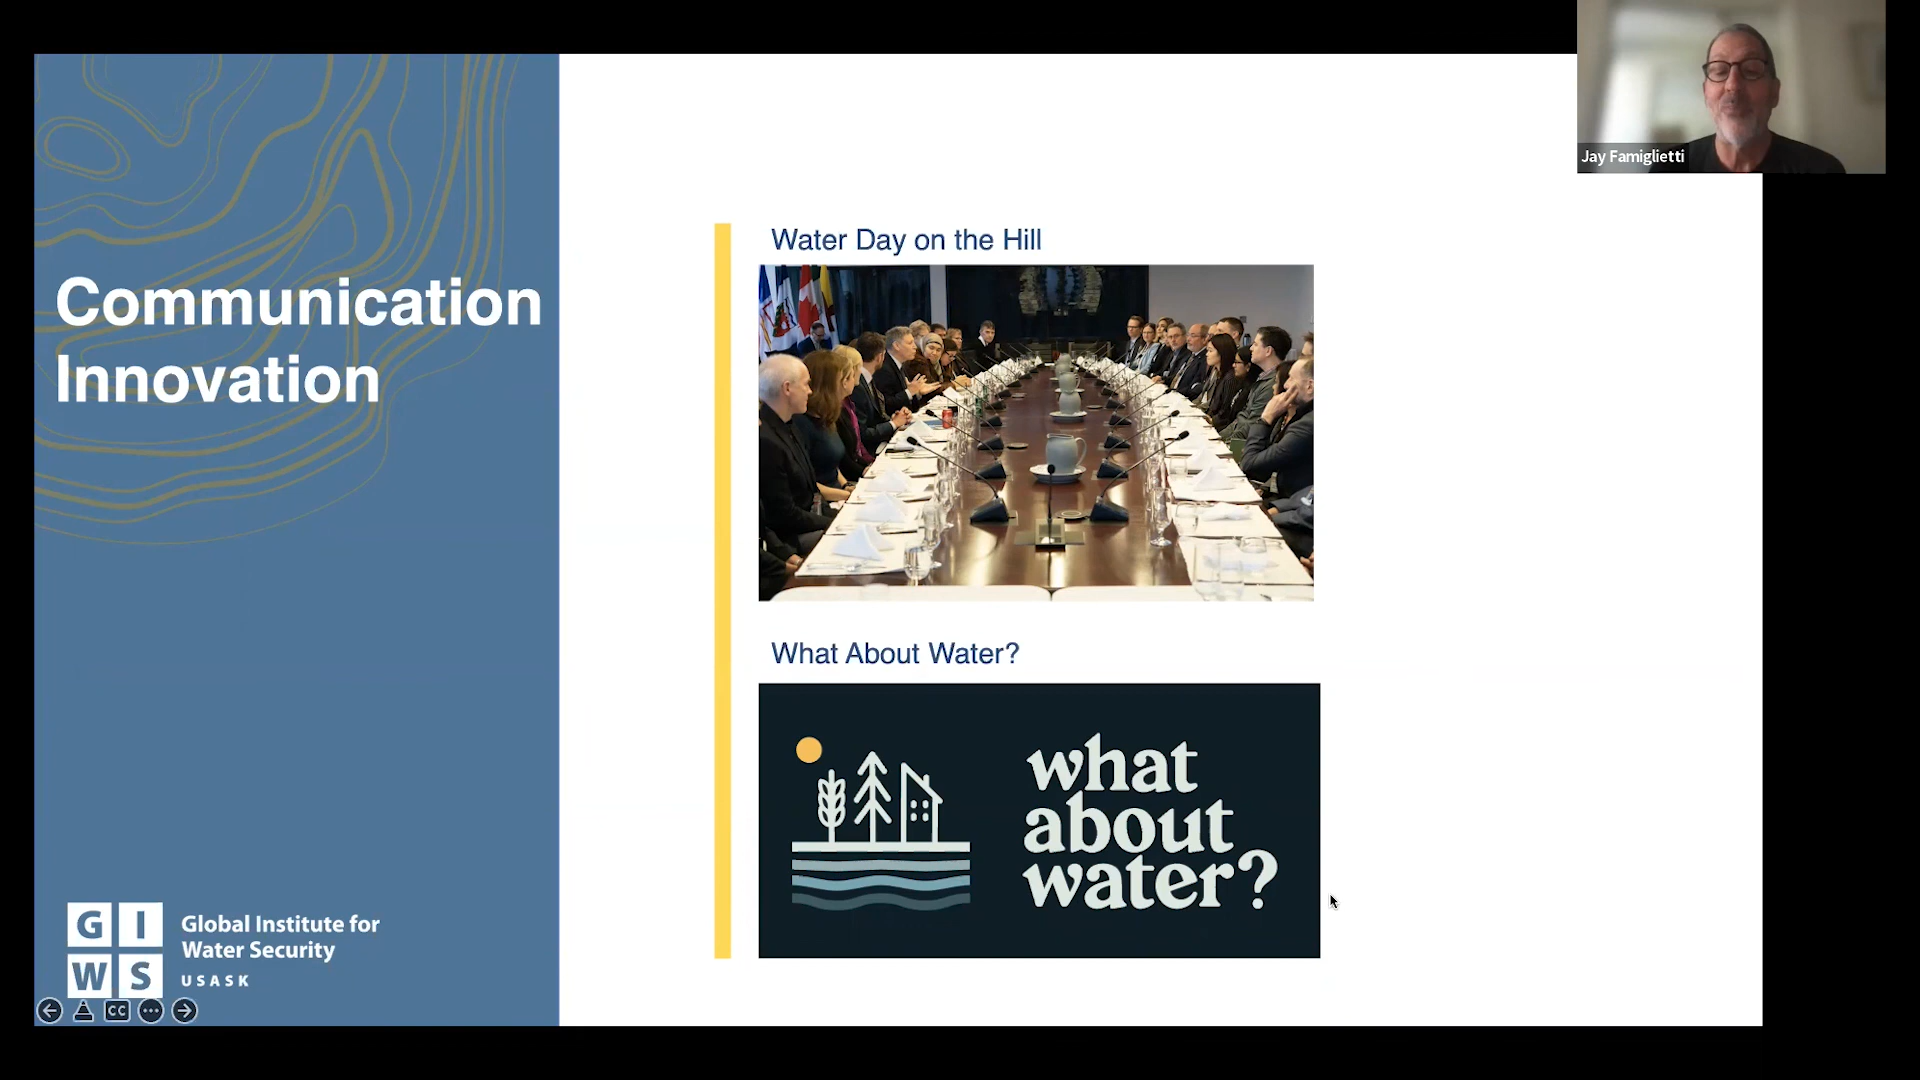 Communication
Innovation
G I
W S
Global Institute for
Water Security
USASK
CC
Water Day on the Hill
What About Water?
what
about
water?
Jay Famiglietti